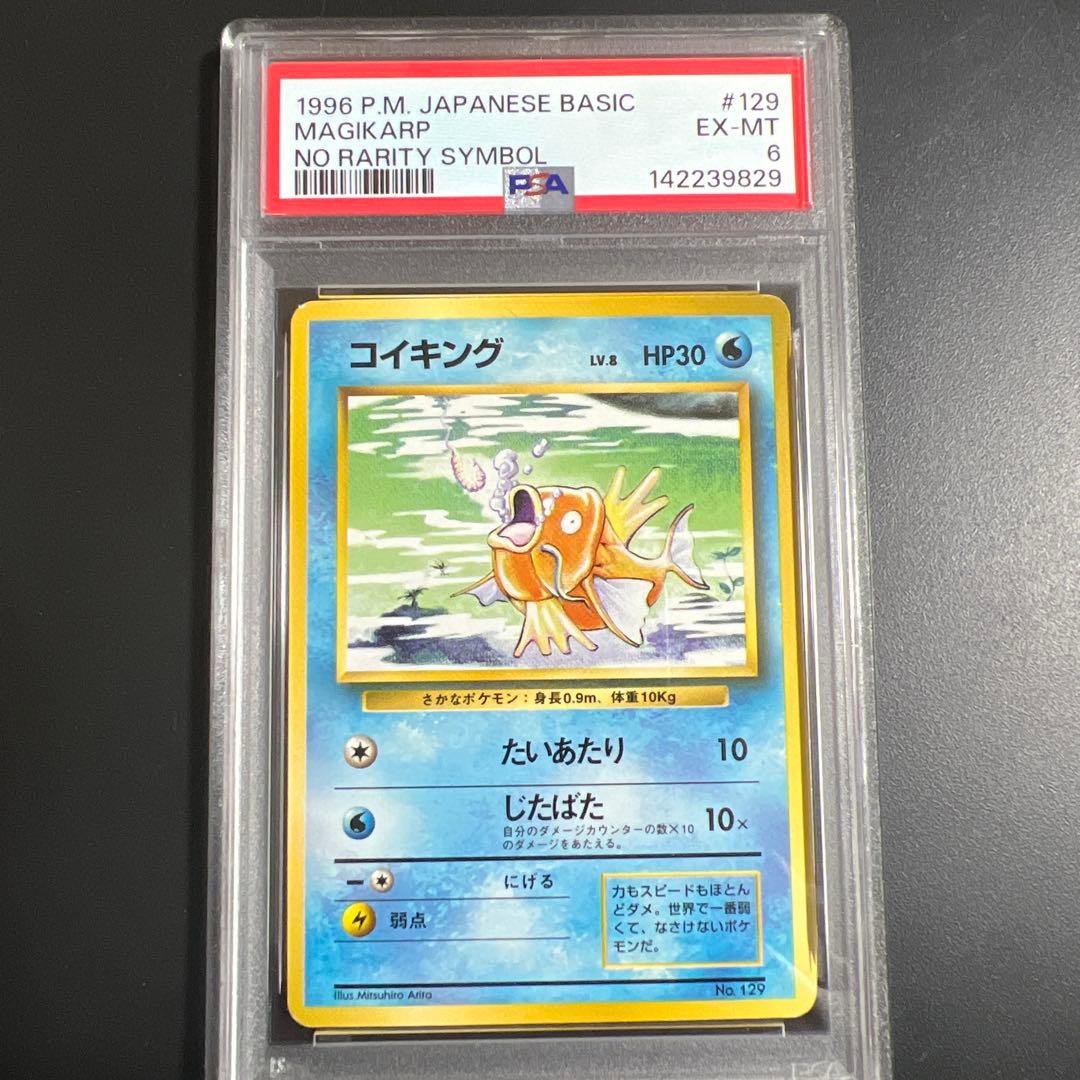 1996 P.M. JAPANESE BASIC #129
MAGIKARP EX-MT
NO RARITY SYMBOL 6
PSA 142239829
コイキング LV.8 HP30
さかなポケモン：身長0.9m、体重10Kg
たいあたり 10
じたばた 10×
自分のダメージカウンターの数×10
のダメージをあたえる。
にげる
弱点
力もスピードもほとん
どダメ。世界で一番弱
くて、なさけないポケ
モンだ。
Illus.Mitsuhiro Arita No. 129